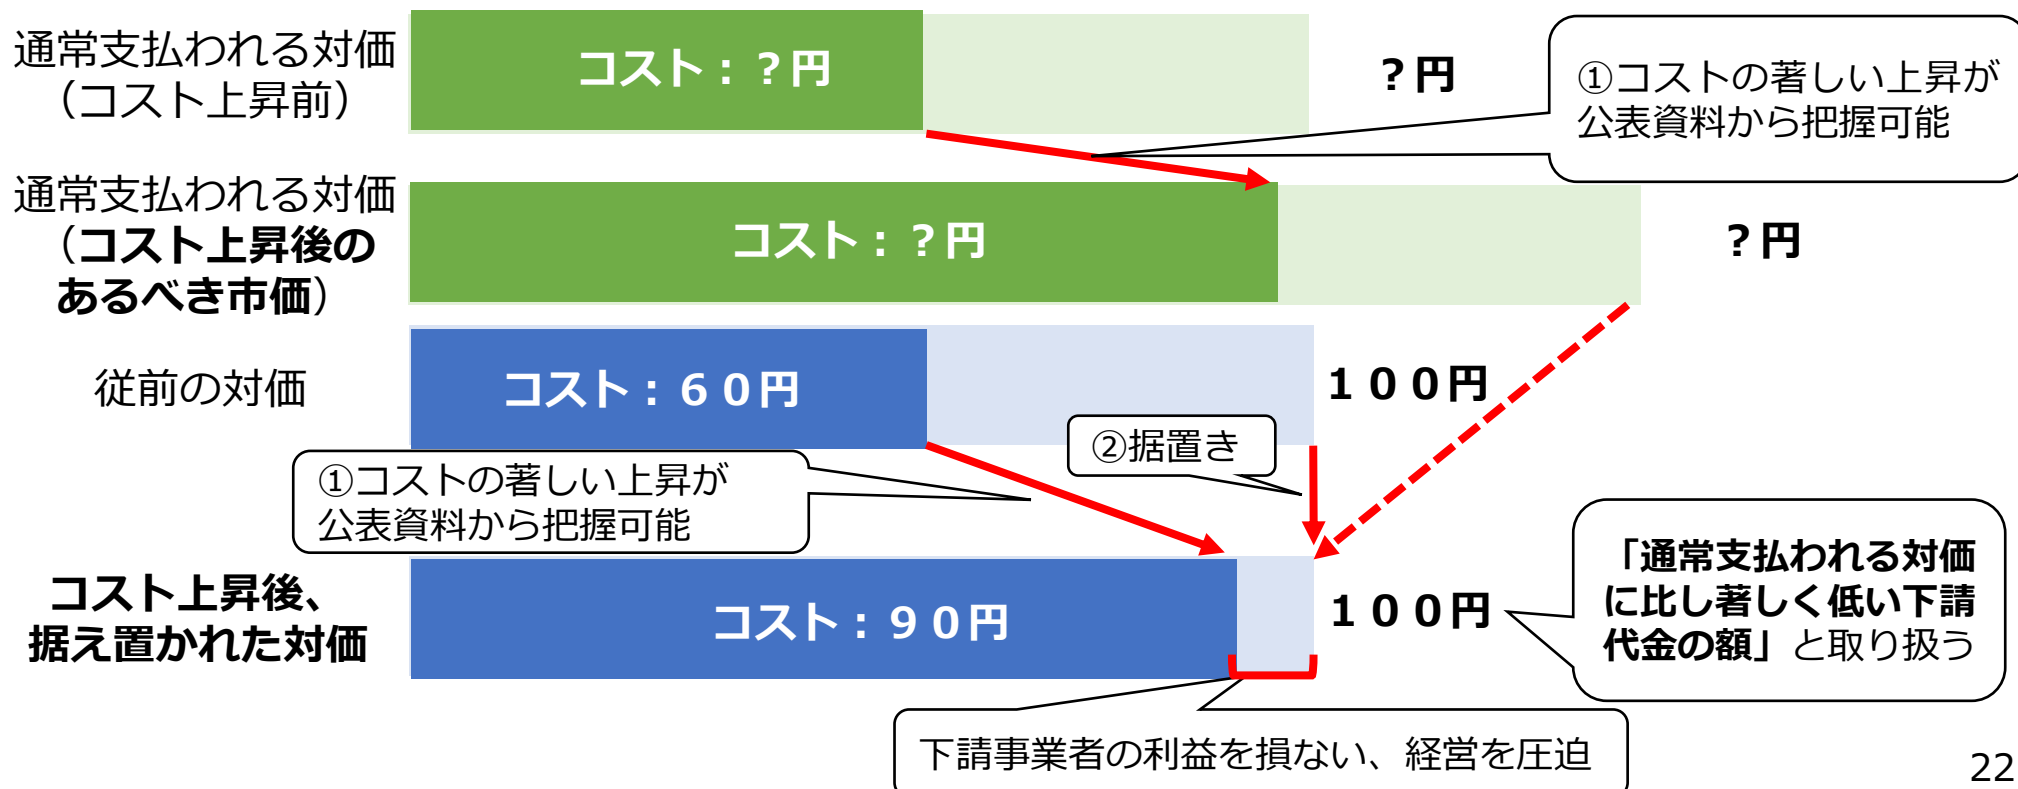 通常支払われる対価
（コスト上昇前）
コスト：?円
?円
①コストの著しい上昇が
公表資料から把握可能
通常支払われる対価
（コスト上昇後の
あるべき市価）
コスト：?円
?円
従前の対価
コスト：６０円
１００円
②据置き
①コストの著しい上昇が
公表資料から把握可能
コスト上昇後、
据え置かれた対価
コスト：９０円
１００円
「通常支払われる対価
に比し著しく低い下請
代金の額」と取り扱う
下請事業者の利益を損ない、経営を圧迫
22